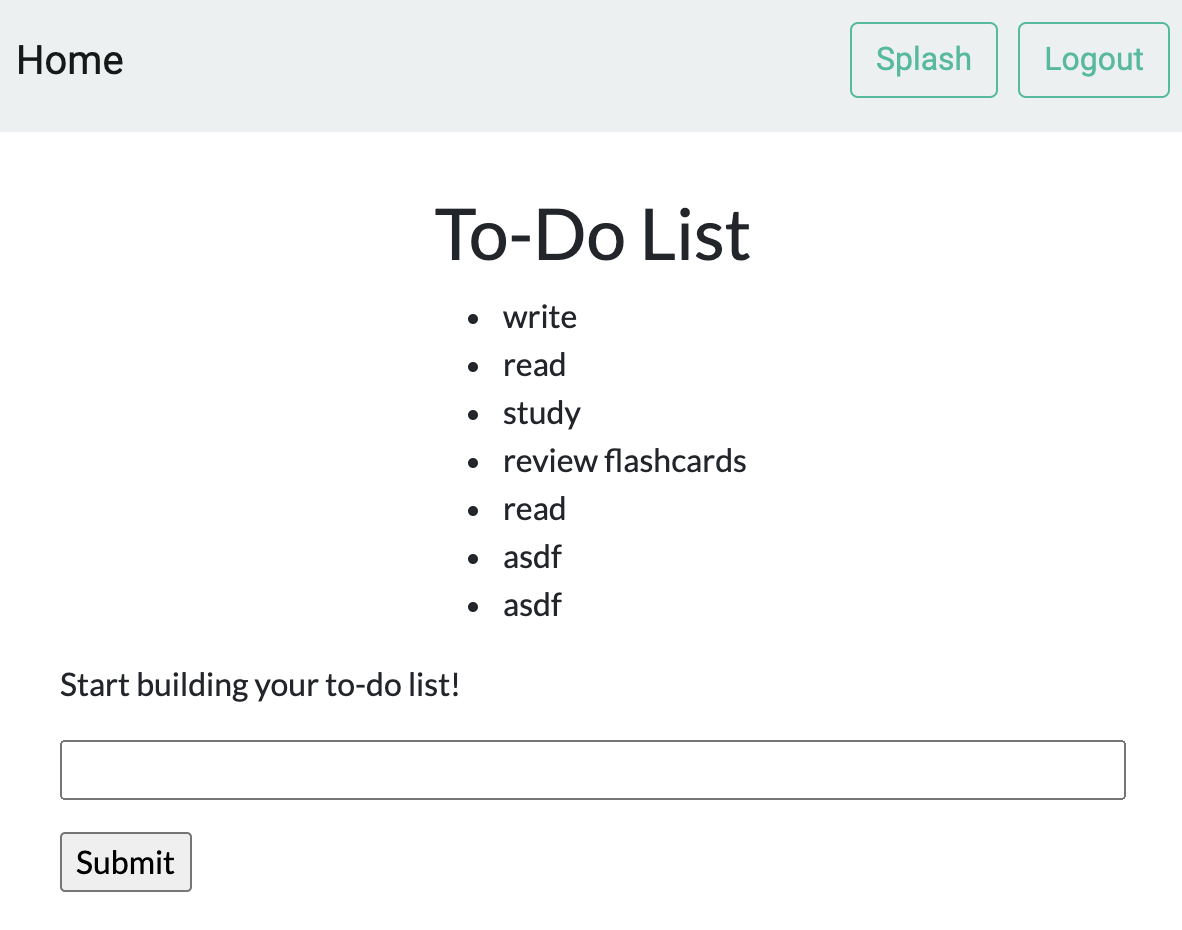 Home Splash Logout
To-Do List
• write
• read
• study
• review flashcards
• read
• asdf
• asdf
Start building your to-do list!
Submit